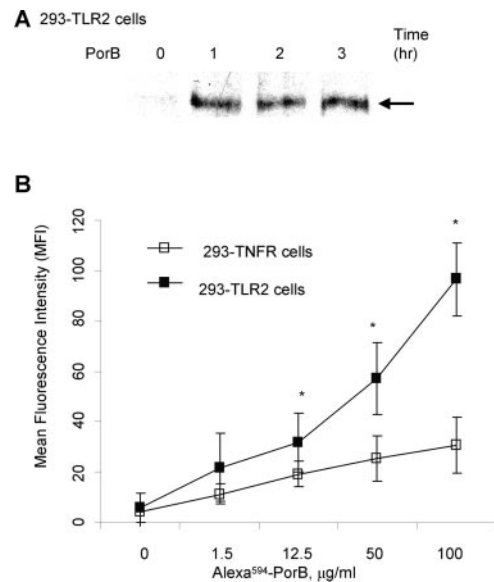 A 293-TLR2 cells
PorB 0 1 2 3 Time (hr)
B
Mean Fluorescence Intensity (MFI)
120
100
80
60
40
20
0
293-TNFR cells
293-TLR2 cells
*
*
*
0 1.5 12.5 50 100
Alexa⁵⁹⁴-PorB, µg/ml